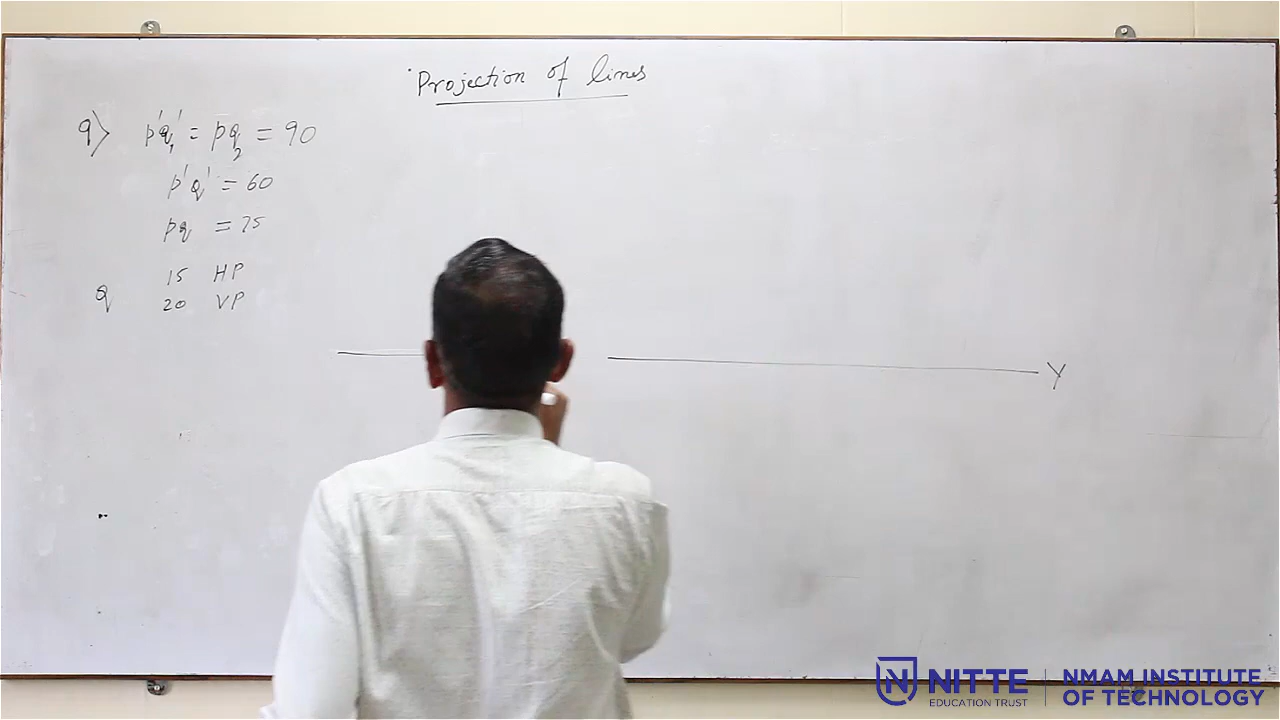 Projection of lines
q) p'q₁' = pq₂ = 90
p'q' = 60
pq = 75
15 HP
Q 20 VP
Y
NITTE
EDUCATION TRUST
NMAM INSTITUTE
OF TECHNOLOGY